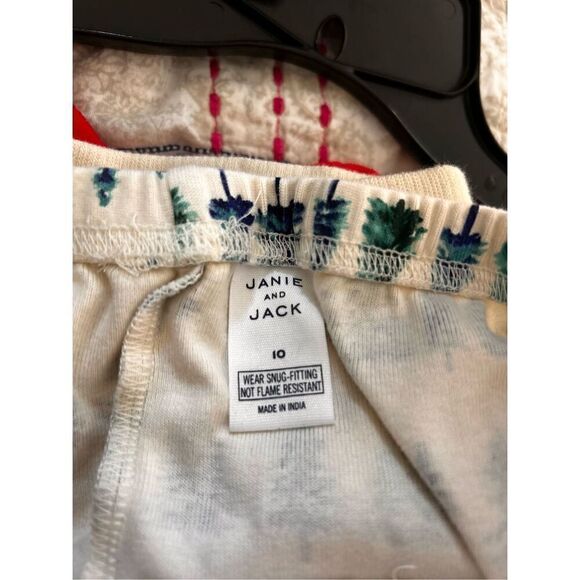 JANIE
AND
JACK
10
WEAR SNUG-FITTING
NOT FLAME RESISTANT
MADE IN INDIA